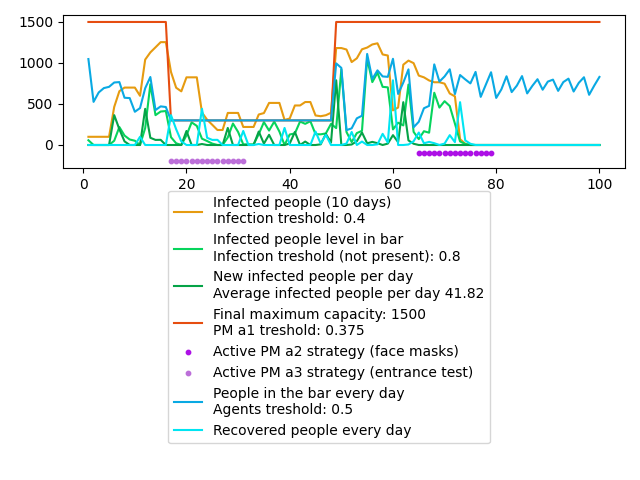 1500
1000
500
0
0 20 40 60 80 100
Infected people (10 days)
Infection treshold: 0.4
Infected people level in bar
Infection treshold (not present): 0.8
New infected people per day
Average infected people per day 41.82
Final maximum capacity: 1500
PM a1 treshold: 0.375
Active PM a2 strategy (face masks)
Active PM a3 strategy (entrance test)
People in the bar every day
Agents treshold: 0.5
Recovered people every day